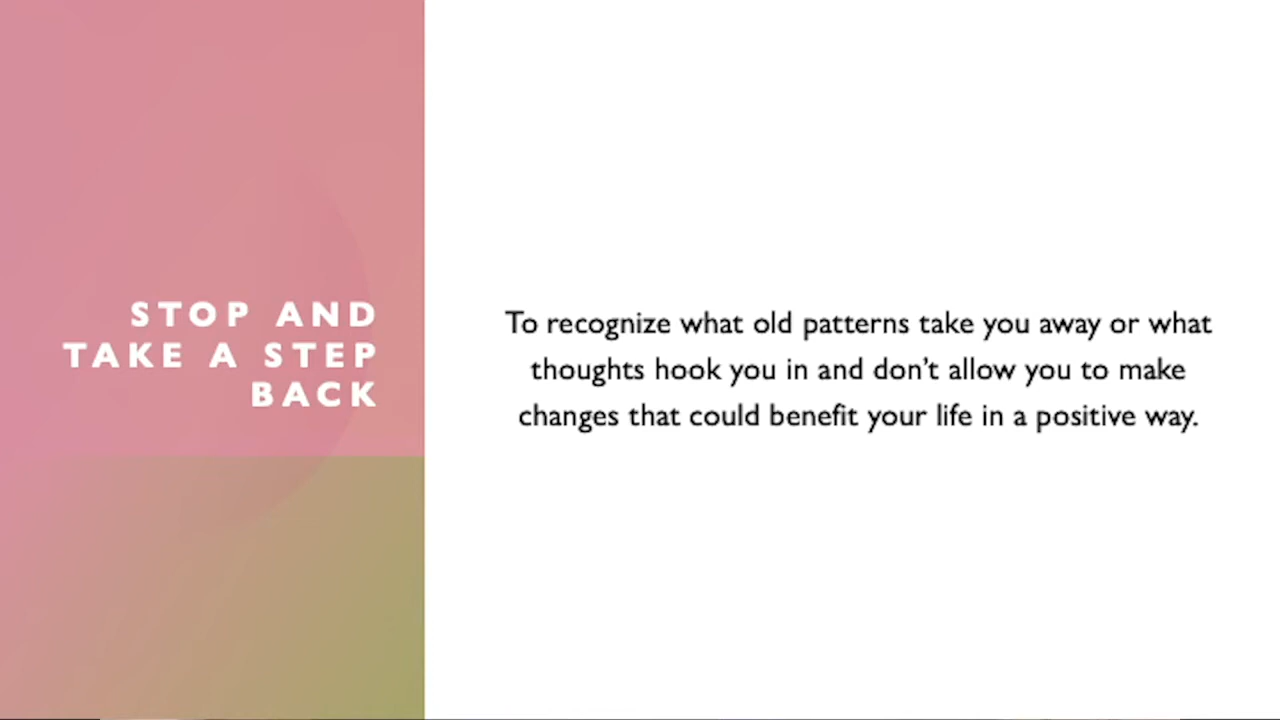 STOP AND
TAKE A STEP
BACK
To recognize what old patterns take you away or what
thoughts hook you in and don’t allow you to make
changes that could benefit your life in a positive way.